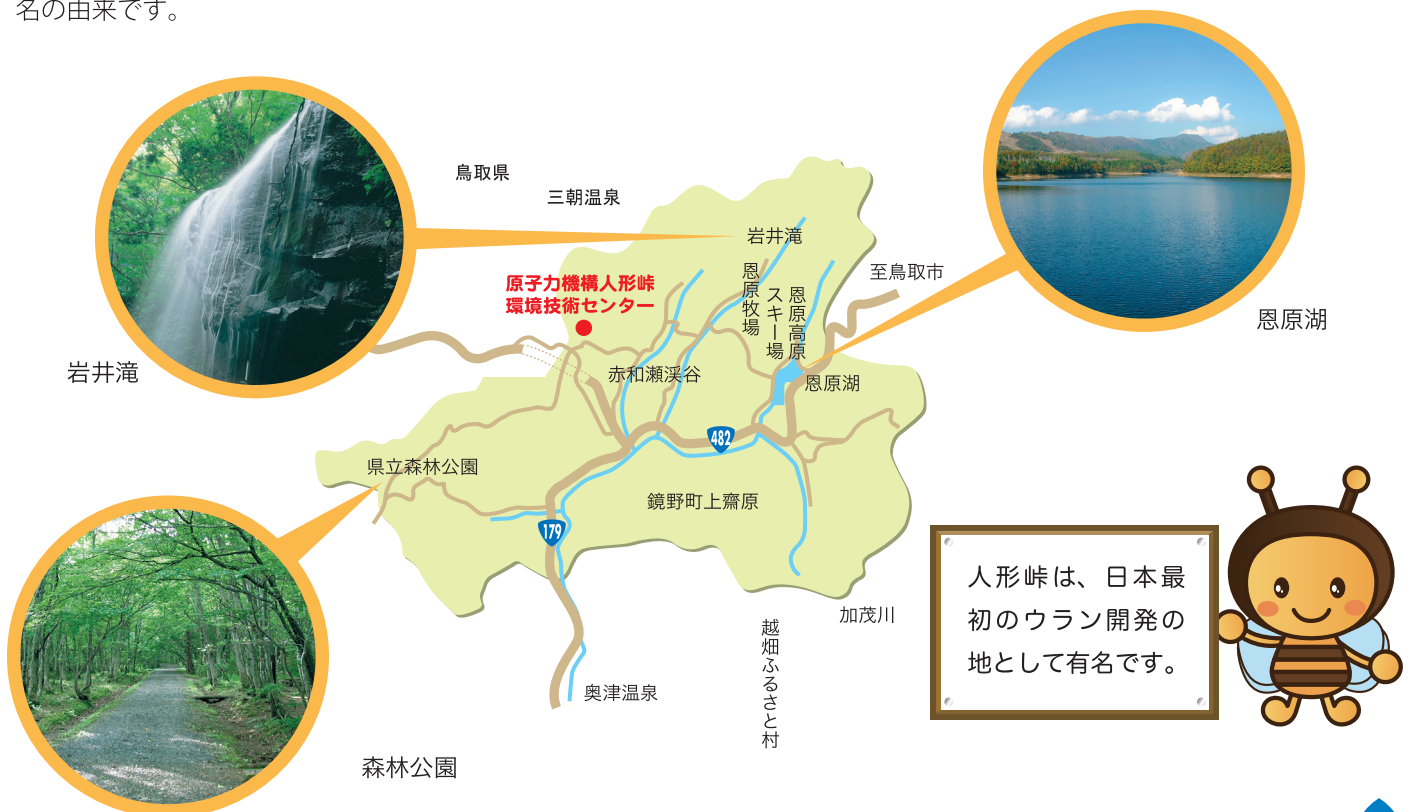 名の由来です。
鳥取県
三朝温泉
岩井滝
原子力機構人形峠
環境技術センター
恩原牧場
恩原高原
スキー場
至鳥取市
恩原湖
岩井滝
赤和瀬渓谷
恩原湖
482
県立森林公園
鏡野町上齋原
179
人形峠は、日本最
初のウラン開発の
地として有名です。
加茂川
越畑ふるさと村
奥津温泉
森林公園